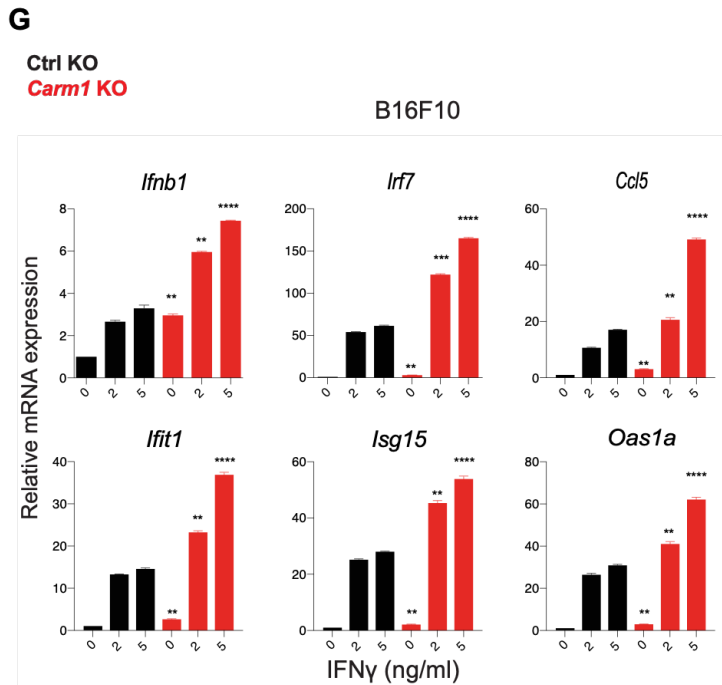 G
Ctrl KO
Carm1 KO
B16F10
Relative mRNA expression
Ifnb1
8
6
4
2
0
** ** ****
0 2 5 0 2 5
Irf7
200
150
100
50
0
** *** ****
0 2 5 0 2 5
Ccl5
60
40
20
0
** ** ****
0 2 5 0 2 5
Ifit1
40
30
20
10
0
** ** ****
0 2 5 0 2 5
Isg15
60
40
20
0
** ** ****
0 2 5 0 2 5
Oas1a
80
60
40
20
0
** ** ****
0 2 5 0 2 5
IFNγ (ng/ml)